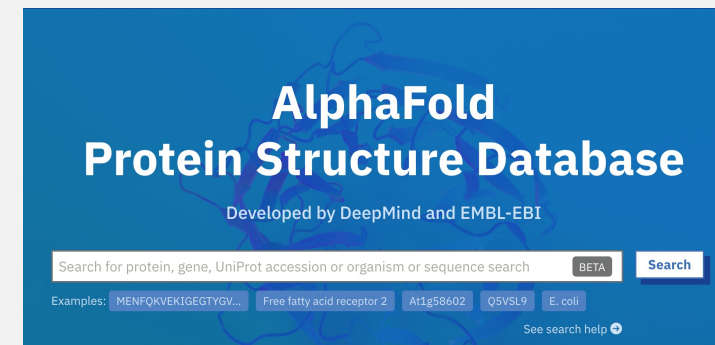 AlphaFold
Protein Structure Database
Developed by DeepMind and EMBL-EBI
Search for protein, gene, UniProt accession or organism or sequence search BETA Search
Examples: MENFQKVEKIGEGTYGV... Free fatty acid receptor 2 At1g58602 Q5VSL9 E. coli
See search help